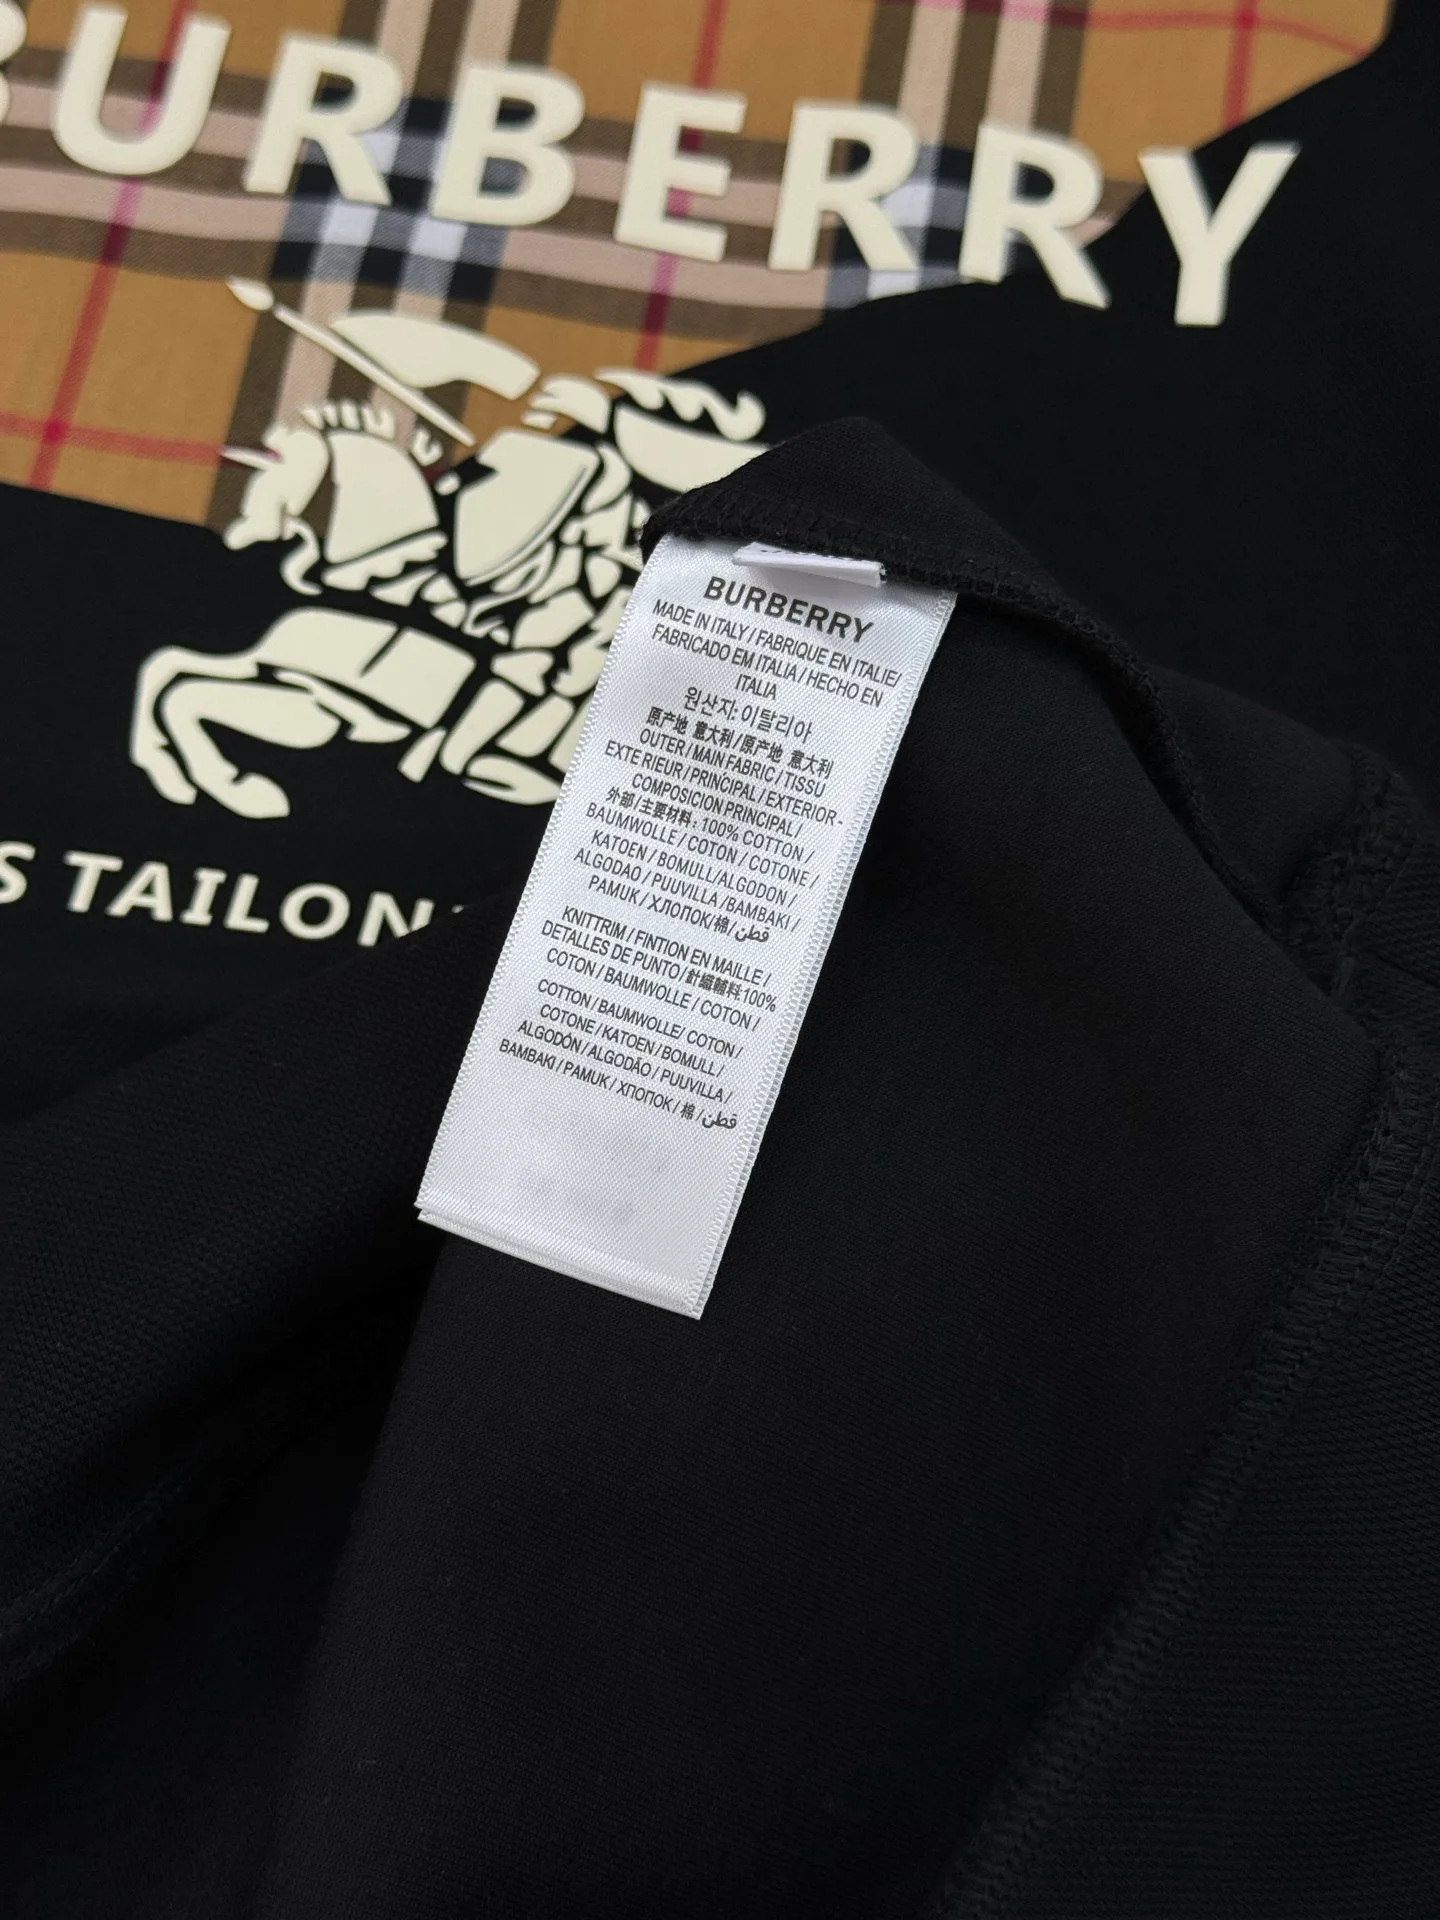 BURBERRY
S TAILON
BURBERRY
MADE IN ITALY / FABRIQUE EN ITALIE/
FABRICADO EM ITALIA / HECHO EN
ITALIA
원산지: 이탈리아
原产地 意大利/原产地 意大利
OUTER / MAIN FABRIC / TISSU
EXTE RIEUR / PRINCIPAL / EXTERIOR-
COMPOSICION PRINCIPAL /
外部/主要材料: 100% COTTON /
BAUMWOLLE / COTON / COTONE /
KATOEN / BOMULL/ALGODON /
ALGODAO / PUUVILLA /BAMBAKI /
PAMUK / ХЛОПОК/棉/قطن
KNITTRIM / FINTION EN MAILLE /
DETALLES DE PUNTO/針織輔料:100%
COTON / BAUMWOLLE / COTON /
COTTON / BAUMWOLLE/ COTON /
COTONE / KATOEN / BOMULL /
ALGODÓN / ALGODÃO / PUUVILLA /
BAMBAKI / PAMUK / ХЛОПОК / 棉 /قطن